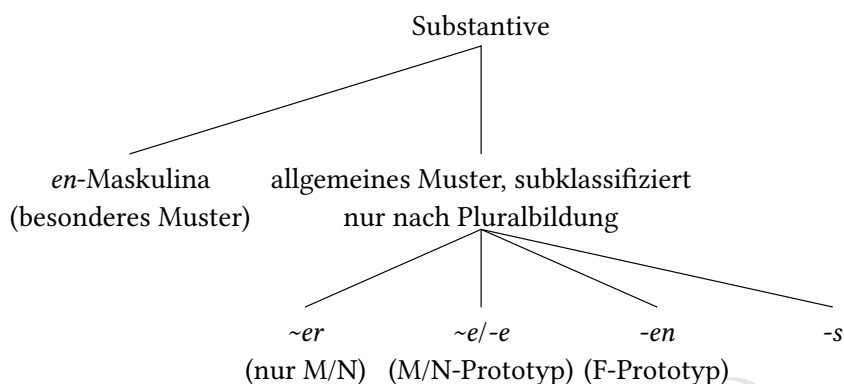 Substantive
en-Maskulina allgemeines Muster, subklassifiziert
(besonderes Muster) nur nach Pluralbildung
~er ~e/-e -en -s
(nur M/N) (M/N-Prototyp) (F-Prototyp)